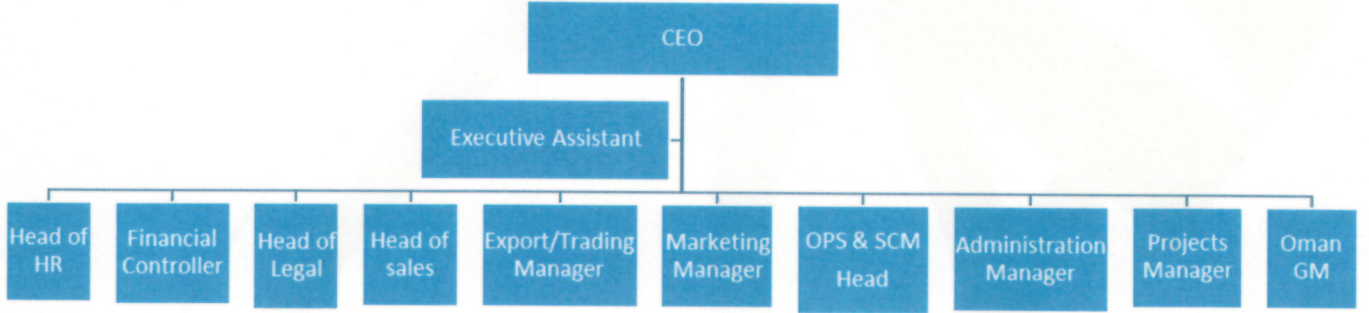 CEO
Executive Assistant
Head of
HR
Financial
Controller
Head of
Legal
Head of
sales
Export/Trading
Manager
Marketing
Manager
OPS & SCM
Head
Administration
Manager
Projects
Manager
Oman
GM